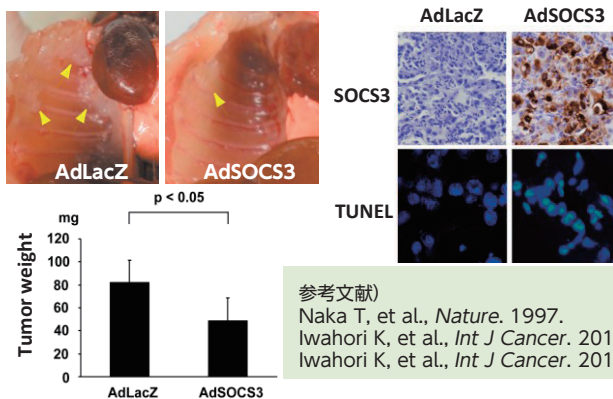 AdLacZ AdSOCS3
SOCS3
TUNEL
AdLacZ AdSOCS3
p < 0.05
mg
Tumor weight
120
100
80
60
40
20
0
AdLacZ AdSOCS3
参考文献)
Naka T, et al., Nature. 1997.
Iwahori K, et al., Int J Cancer. 201
Iwahori K, et al., Int J Cancer. 201